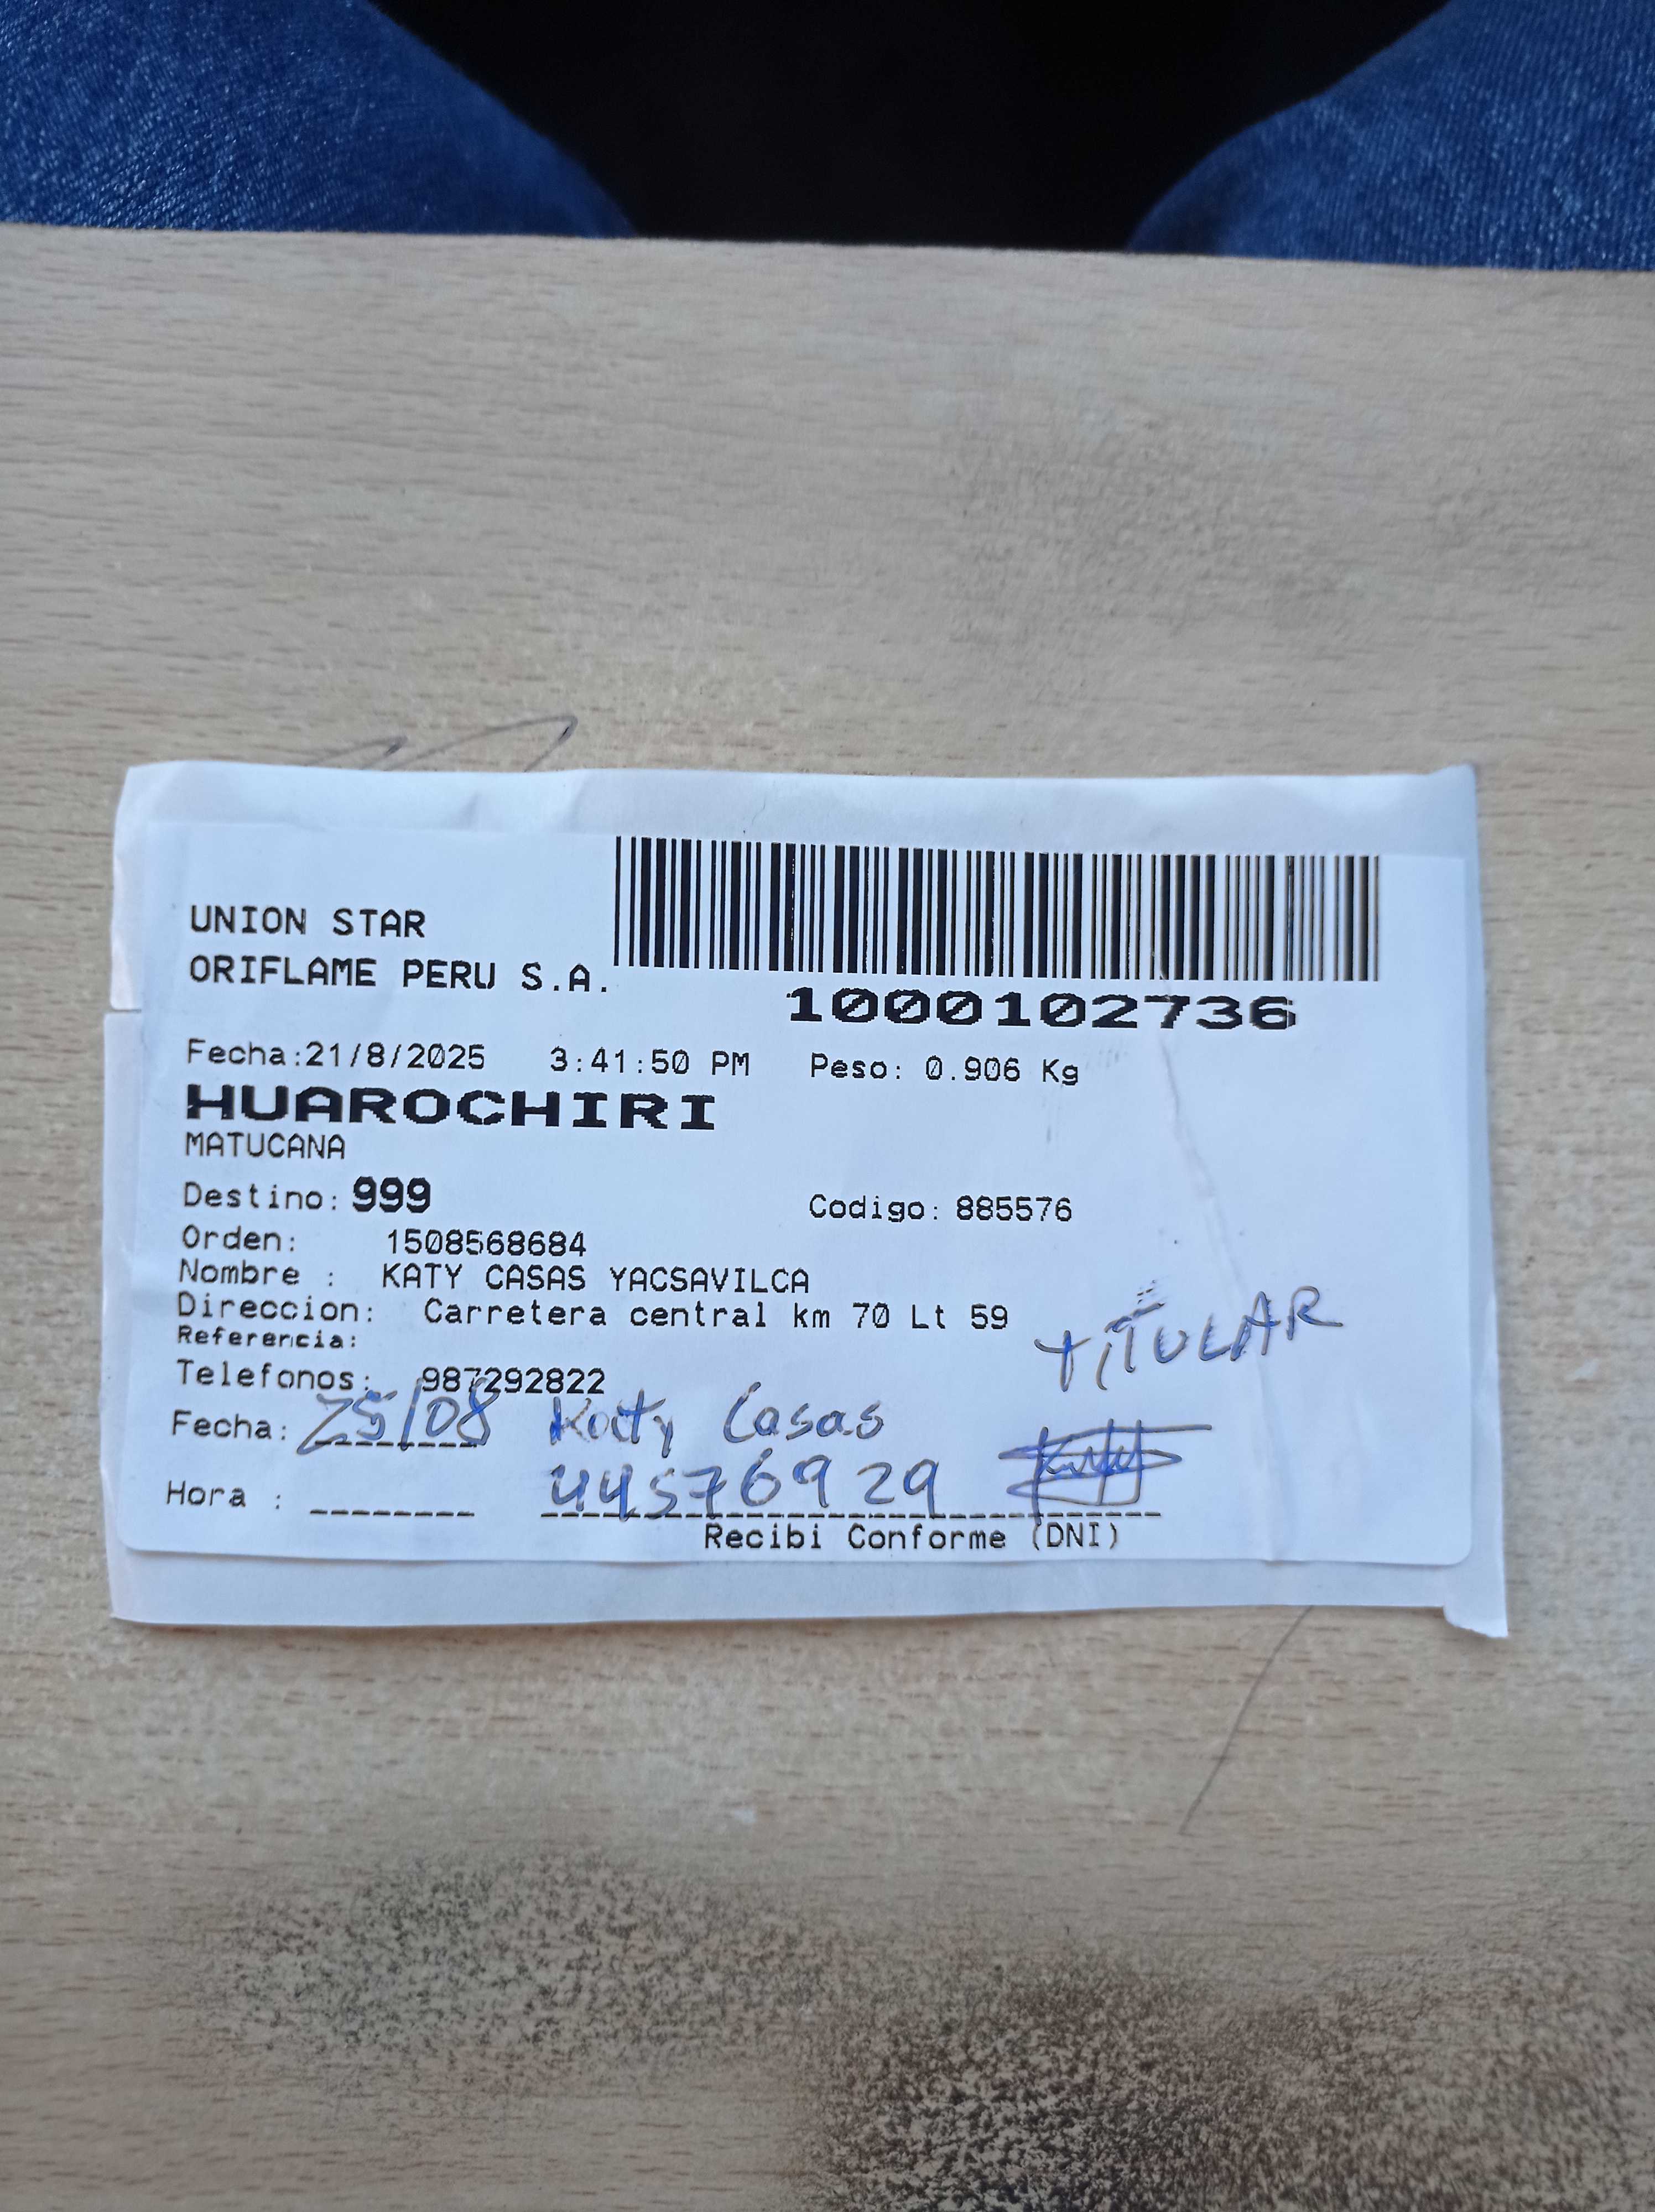 UNION STAR
ORIFLAME PERU S.A.
1000102736
Fecha:21/8/2025 3:41:50 PM Peso: 0.906 Kg
HUAROCHIRI
MATUCANA
Destino: 999 Codigo: 885576
Orden: 1508568684
Nombre : KATY CASAS YACSAVILCA
Direccion: Carretera central km 70 Lt 59
Referencia:
TITULAR
Telefonos: 987292822
Fecha: 25/08 Katy Casas
Hora : 44576929
Recibi Conforme (DNI)